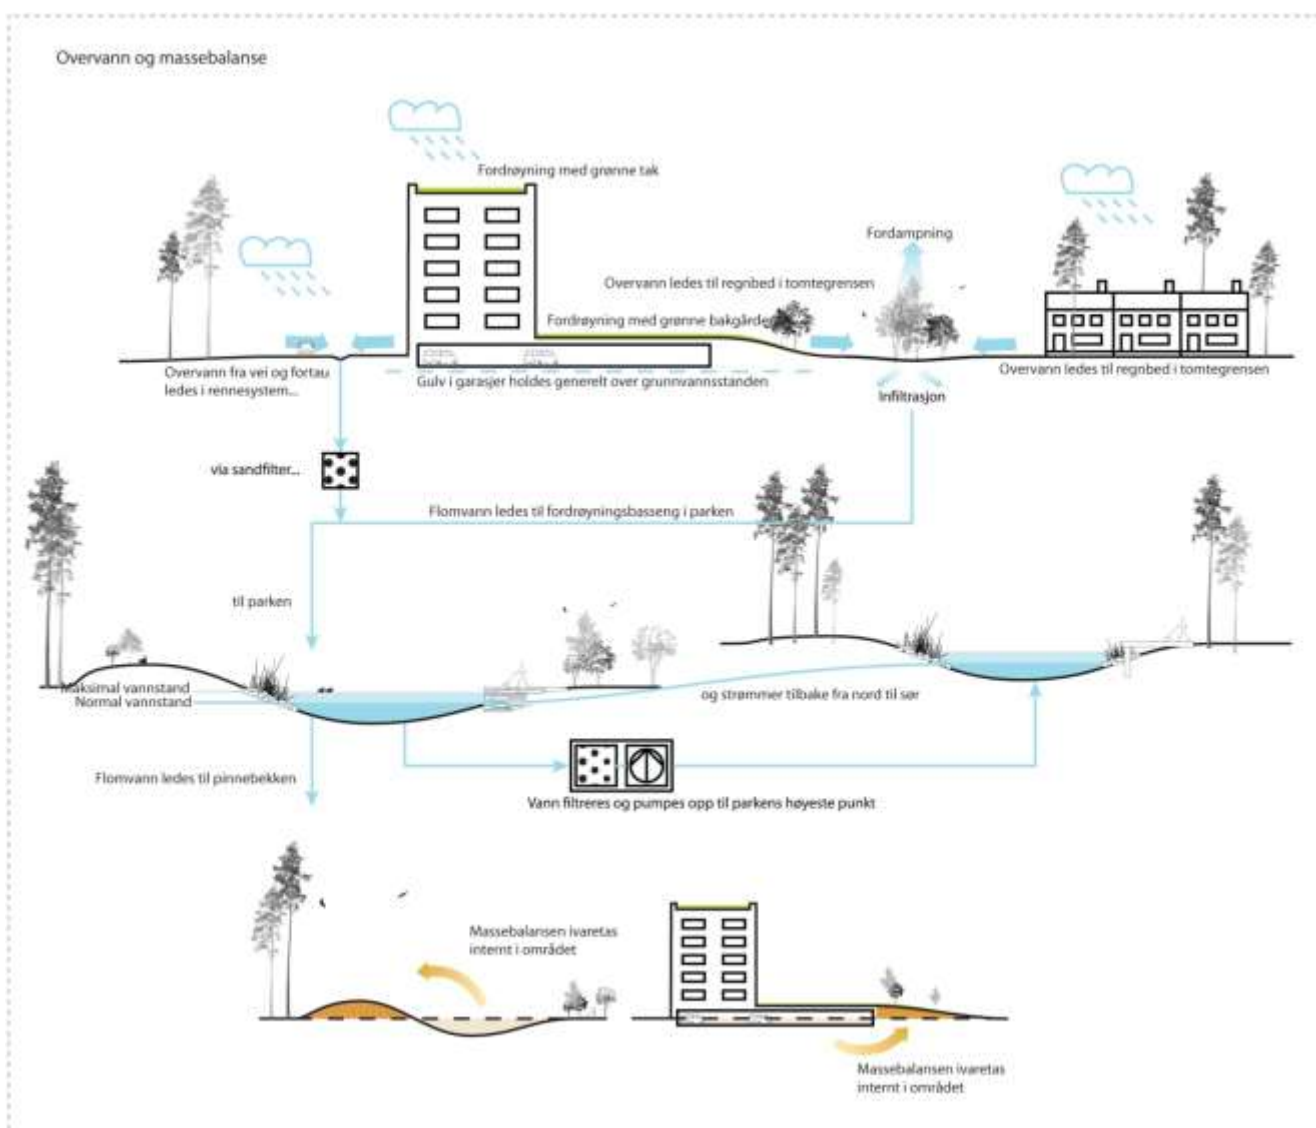 Overvann og massebalanse
Fordrøyning med grønne tak
Fordampning
Overvann ledes til regnbed i tomtegrensen
Fordrøyning med grønne bakgårder
Overvann fra vei og fortau
ledes i rennesystem...
Gulv i garasjer holdes generelt over grunnvannsstanden
Overvann ledes til regnbed i tomtegrensen
Infiltrasjon
via sandfilter...
Flomvann ledes til fordrøyningsbasseng i parken
til parken
Maksimal vannstand
Normal vannstand
og strømmer tilbake fra nord til sør
Flomvann ledes til pinnebekken
Vann filtreres og pumpes opp til parkens høyeste punkt
Massebalansen ivaretas
internt i området
Massebalansen ivaretas
internt i området